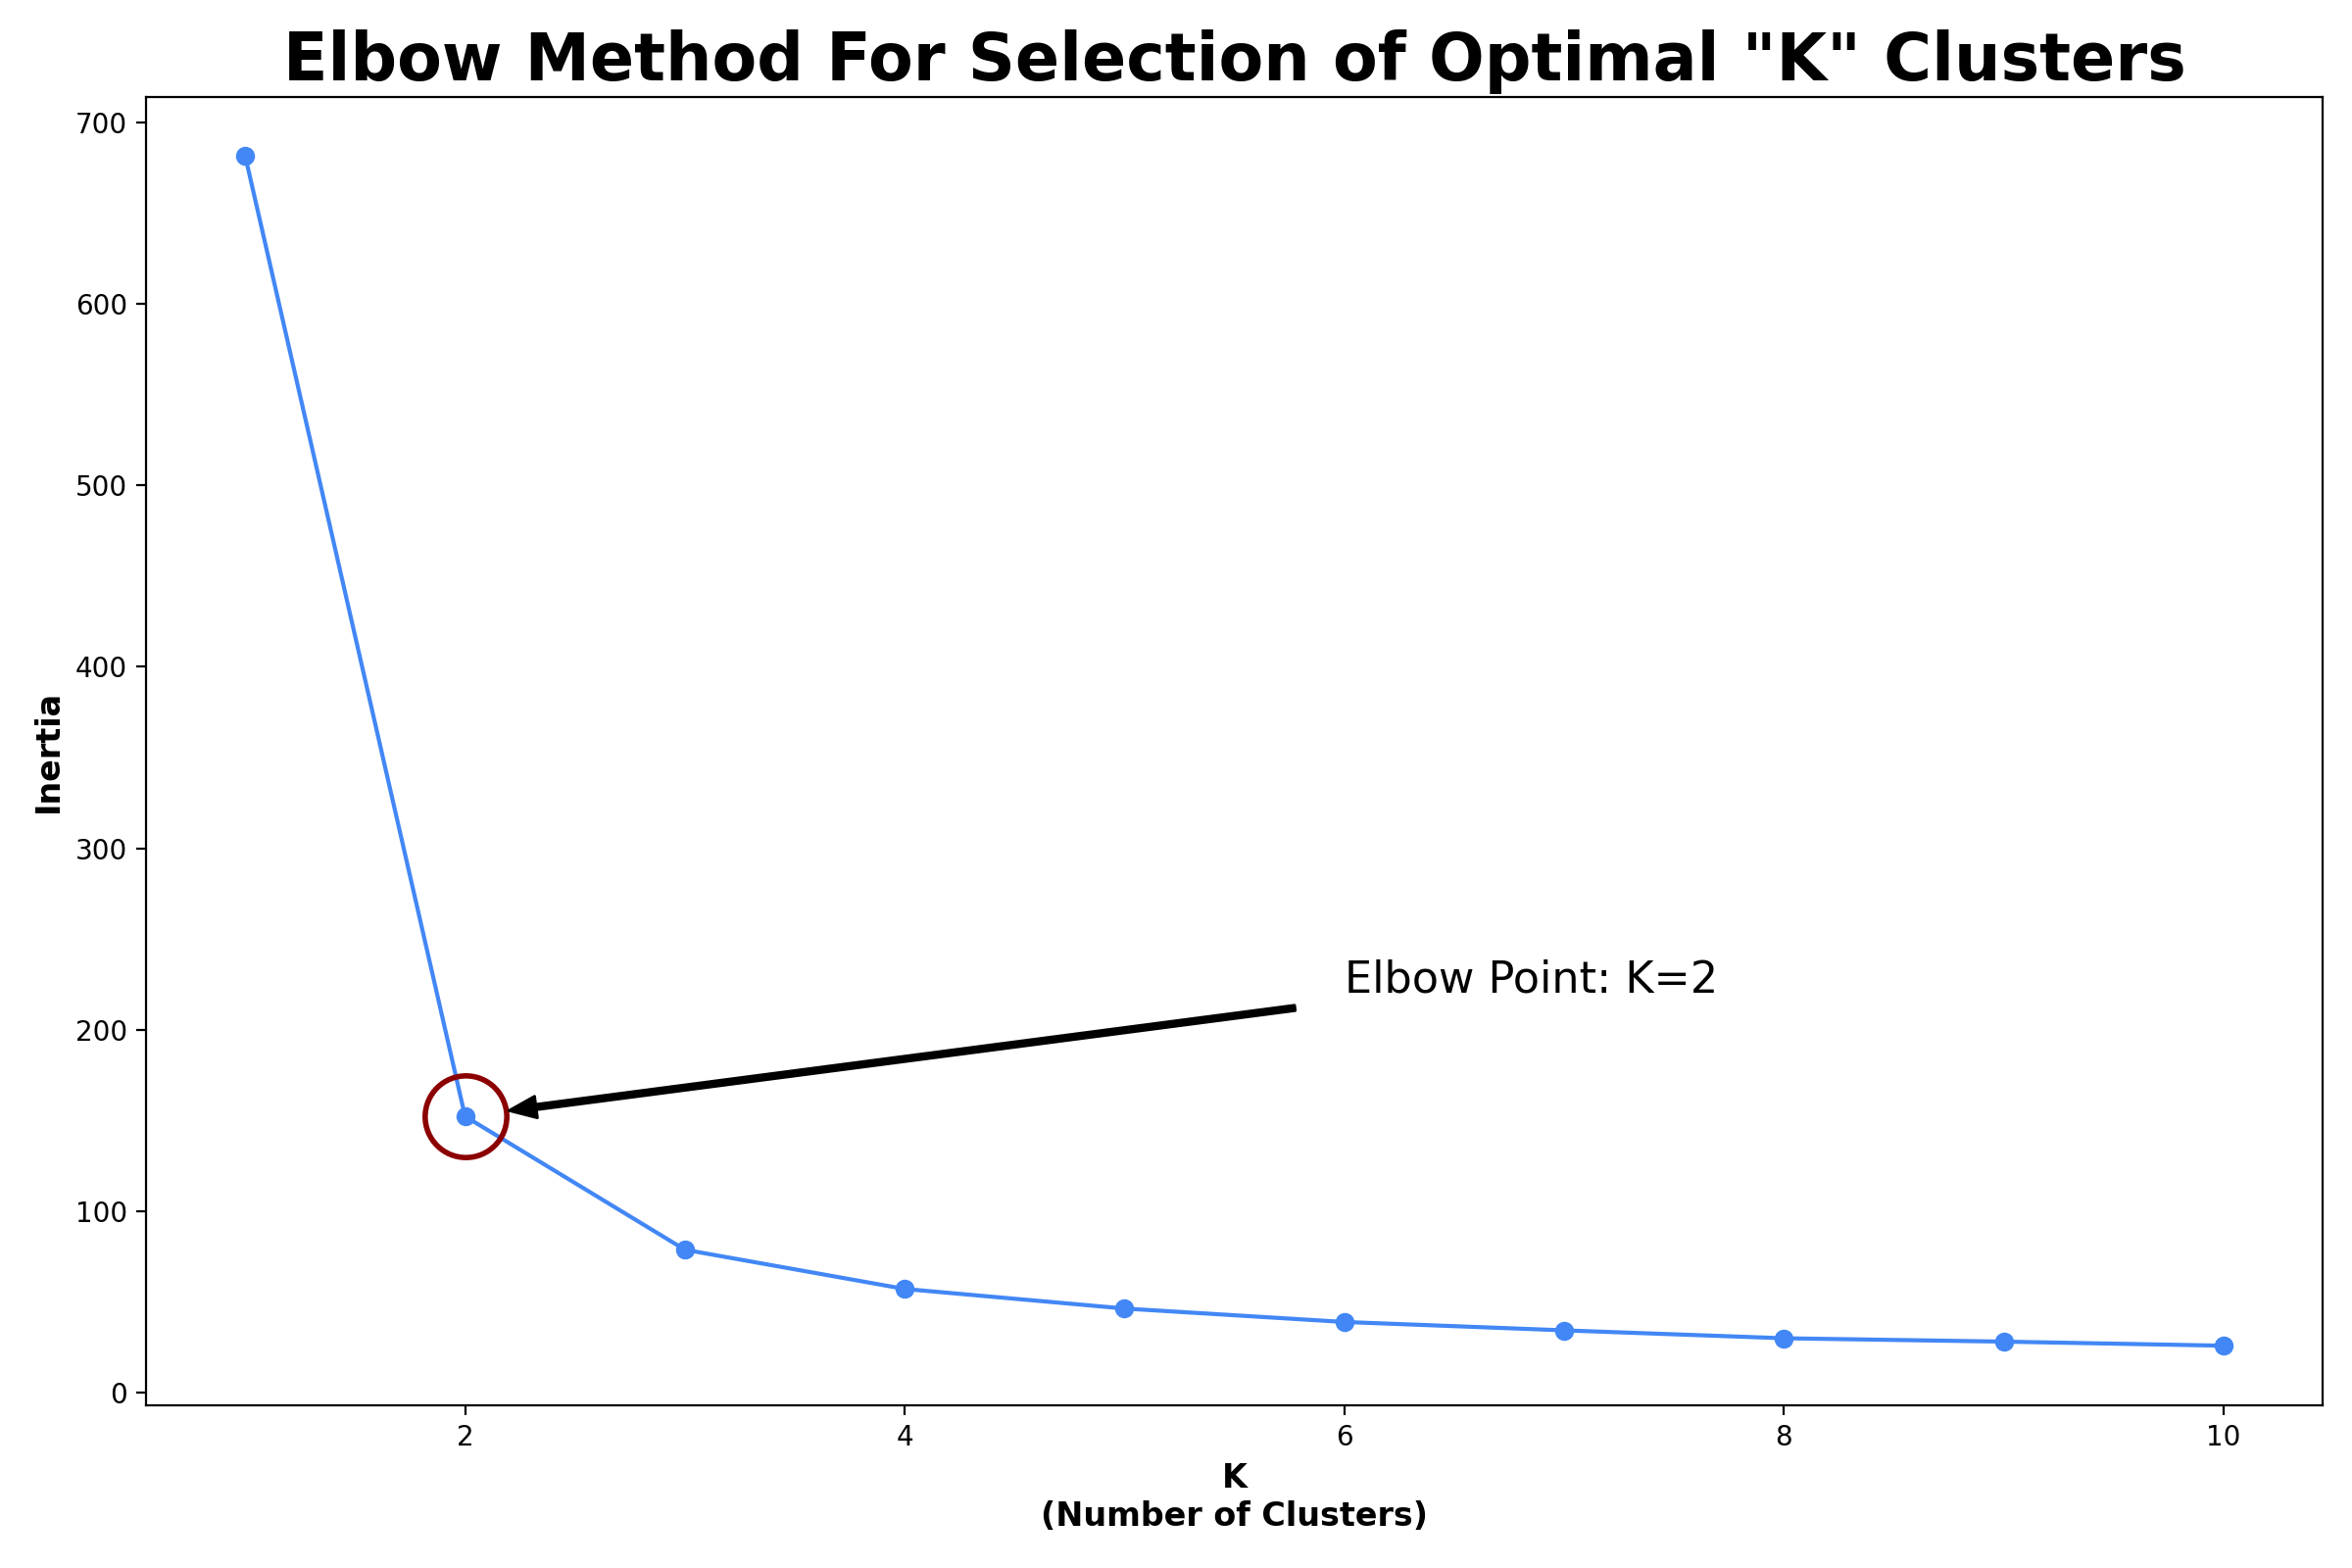 Elbow Method For Selection of Optimal "K" Clusters
700
600
500
400
300
200
100
0
Inertia
Elbow Point: K=2
2 4 6 8 10
K
(Number of Clusters)